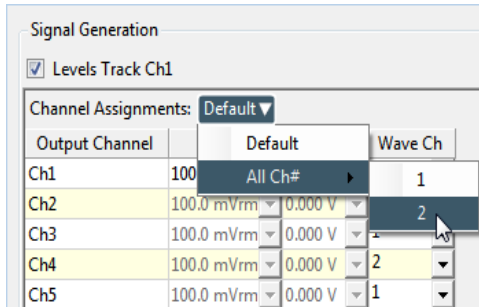 Signal Generation
Levels Track Ch1
Channel Assignments: Default
Output Channel Default Wave Ch
Ch1 100 All Ch# 1
Ch2 100.0 mVrm 0.000 V 2
Ch3 100.0 mVrm 0.000 V 1
Ch4 100.0 mVrm 0.000 V 2
Ch5 100.0 mVrm 0.000 V 1